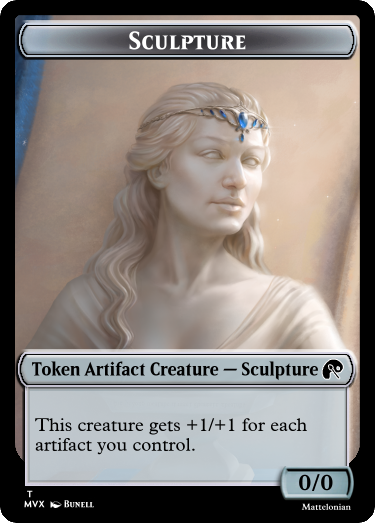 Sculpture
Token Artifact Creature — Sculpture
This creature gets +1/+1 for each
artifact you control.
0/0
T
MVX Bunell
Mattelonian